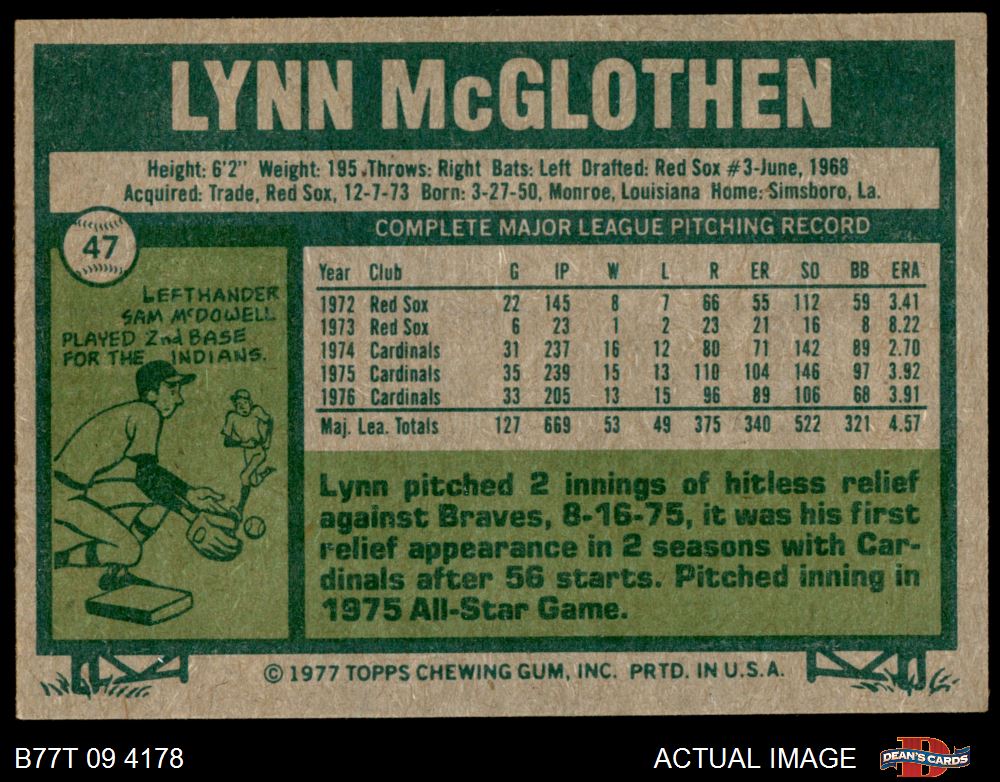 LYNN McGLOTHEN
Height: 6'2" Weight: 195 Throws: Right Bats: Left Drafted: Red Sox #3-June, 1968
Acquired: Trade, Red Sox, 12-7-73 Born: 3-27-50, Monroe, Louisiana Home: Simsboro, La.
47
LEFTHANDER
SAM McDOWELL
PLAYED 2nd BASE
FOR THE INDIANS.
COMPLETE MAJOR LEAGUE PITCHING RECORD
Year Club G IP W L R ER SO BB ERA
1972 Red Sox 22 145 8 7 66 55 112 59 3.41
1973 Red Sox 6 23 1 2 23 21 16 8 8.22
1974 Cardinals 31 237 16 12 80 71 142 89 2.70
1975 Cardinals 35 239 15 13 110 104 146 97 3.92
1976 Cardinals 33 205 13 15 96 89 106 68 3.91
Maj. Lea. Totals 127 669 53 49 375 340 522 321 4.57
Lynn pitched 2 innings of hitless relief
against Braves, 8-16-75, it was his first
relief appearance in 2 seasons with Car-
dinals after 56 starts. Pitched inning in
1975 All-Star Game.
© 1977 TOPPS CHEWING GUM, INC. PRTD. IN U.S.A.
B77T 09 4178
ACTUAL IMAGE
DEAN'S CARDS